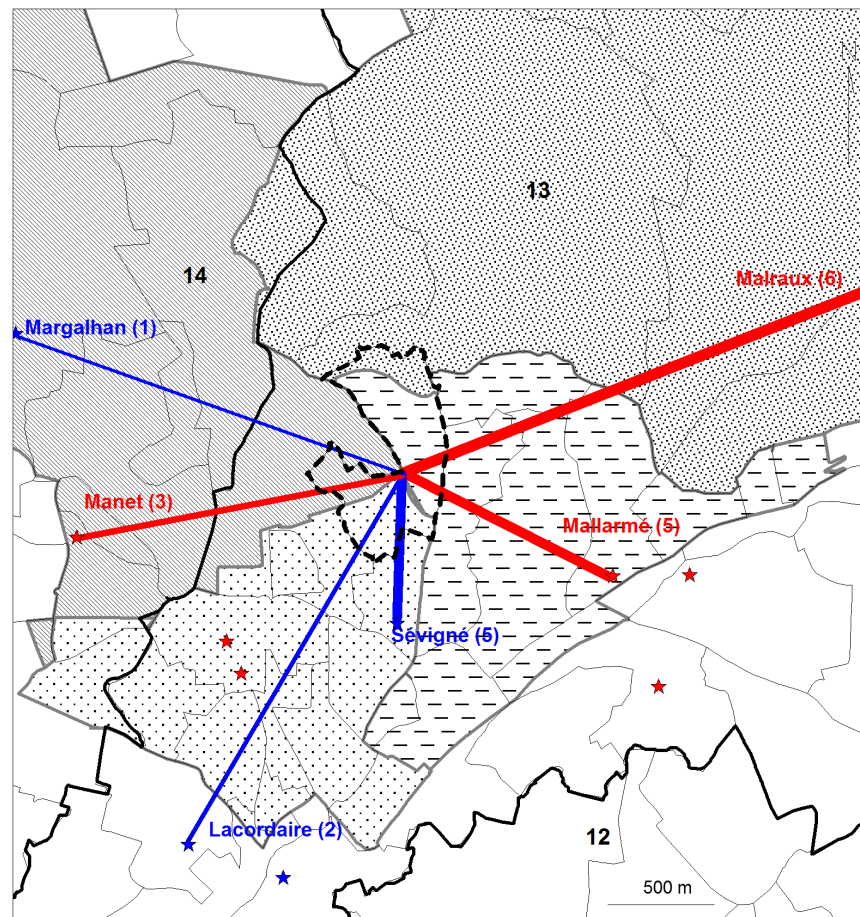 13
14
Malraux (6)
Margalhan (1)
Manet (3)
Mallarmé (5)
Sévigné (5)
Lacordaire (2)
12
500 m